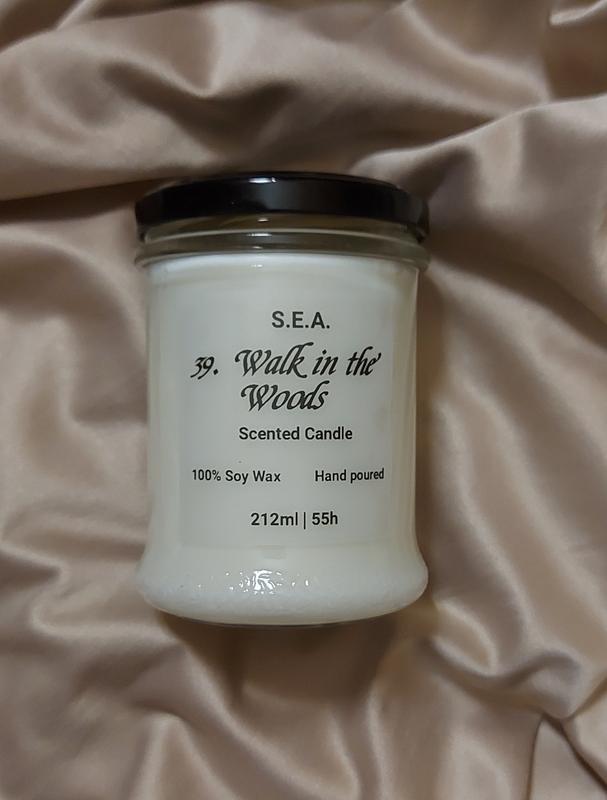 S.E.A.
39. Walk in the
Woods
Scented Candle
100% Soy Wax Hand poured
212ml | 55h